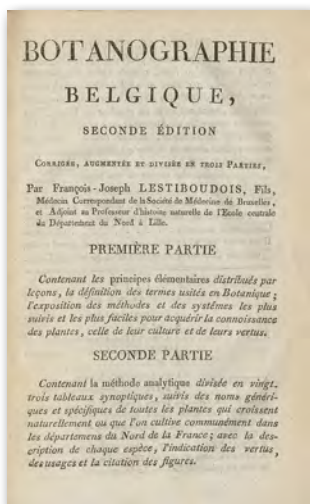 BOTANOGRAPHIE
BELGIQUE,
SECONDE ÉDITION
CORRIGÉE, AUGMENTÉE ET DIVISÉE EN TROIS PARTIES,
Par François-Joseph LESTIBOUDOIS, Fils,
Médecin Correspondant de la Société de Médecine de Bruxelles,
et Adjoint au Professeur d'histoire naturelle de l'Ecole centrale
du Département du Nord à Lille.
PREMIÈRE PARTIE
Contenant les principes élémentaires distribués par
leçons, la définition des termes usités en Botanique ;
l'exposition des méthodes et des systêmes les plus
suivis et les plus faciles pour acquérir la connoissance
des plantes, celle de leur culture et de leurs vertus.
SECONDE PARTIE
Contenant la méthode analytique divisée en vingt-
trois tableaux synoptiques, suivis des noms généri-
ques et spécifiques de toutes les plantes qui croissent
naturellement ou que l'on cultive communément dans
les départemens du Nord de la France ; avec la des-
cription de chaque espèce, l'indication des vertus,
des usages et la citation des figures.